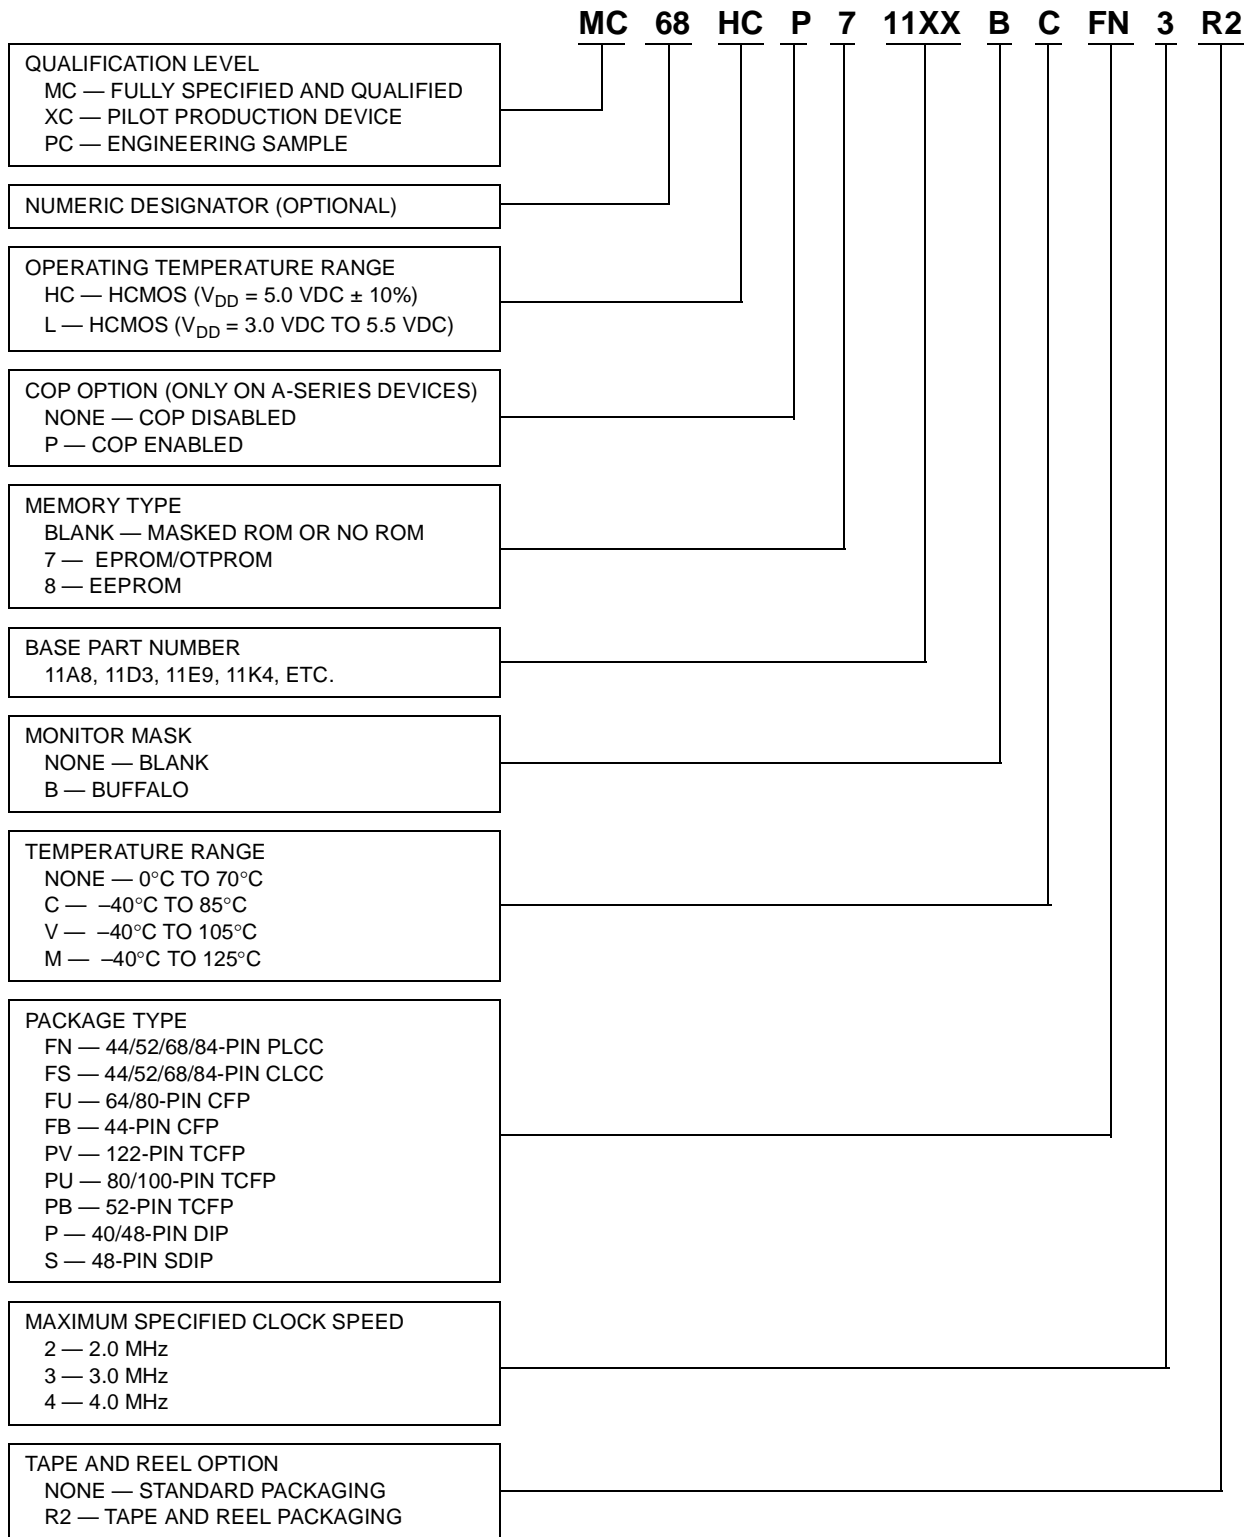 MC 68 HC P 7 11XX B C FN 3 R2
QUALIFICATION LEVEL
MC — FULLY SPECIFIED AND QUALIFIED
XC — PILOT PRODUCTION DEVICE
PC — ENGINEERING SAMPLE
NUMERIC DESIGNATOR (OPTIONAL)
OPERATING TEMPERATURE RANGE
HC — HCMOS (VDD = 5.0 VDC ± 10%)
L — HCMOS (VDD = 3.0 VDC TO 5.5 VDC)
COP OPTION (ONLY ON A-SERIES DEVICES)
NONE — COP DISABLED
P — COP ENABLED
MEMORY TYPE
BLANK — MASKED ROM OR NO ROM
7 — EPROM/OTPROM
8 — EEPROM
BASE PART NUMBER
11A8, 11D3, 11E9, 11K4, ETC.
MONITOR MASK
NONE — BLANK
B — BUFFALO
TEMPERATURE RANGE
NONE — 0°C TO 70°C
C — –40°C TO 85°C
V — –40°C TO 105°C
M — –40°C TO 125°C
PACKAGE TYPE
FN — 44/52/68/84-PIN PLCC
FS — 44/52/68/84-PIN CLCC
FU — 64/80-PIN CFP
FB — 44-PIN CFP
PV — 122-PIN TCFP
PU — 80/100-PIN TCFP
PB — 52-PIN TCFP
P — 40/48-PIN DIP
S — 48-PIN SDIP
MAXIMUM SPECIFIED CLOCK SPEED
2 — 2.0 MHz
3 — 3.0 MHz
4 — 4.0 MHz
TAPE AND REEL OPTION
NONE — STANDARD PACKAGING
R2 — TAPE AND REEL PACKAGING